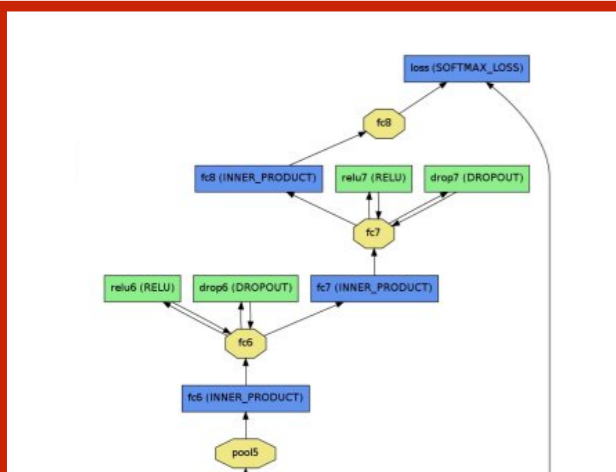 loss (SOFTMAX_LOSS)
fc8
fc8 (INNER_PRODUCT)
relu7 (RELU)
drop7 (DROPOUT)
fc7
relu6 (RELU)
drop6 (DROPOUT)
fc7 (INNER_PRODUCT)
fc6
fc6 (INNER_PRODUCT)
pool5